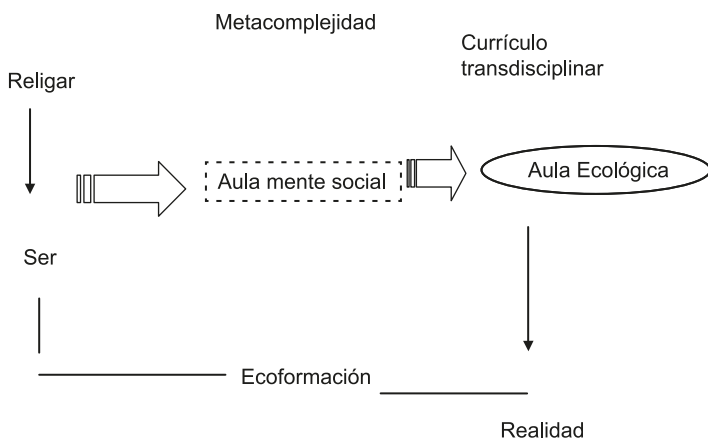 Metacomplejidad
Currículo
transdisciplinar
Religar
Aula mente social
Aula Ecológica
Ser
Ecoformación
Realidad